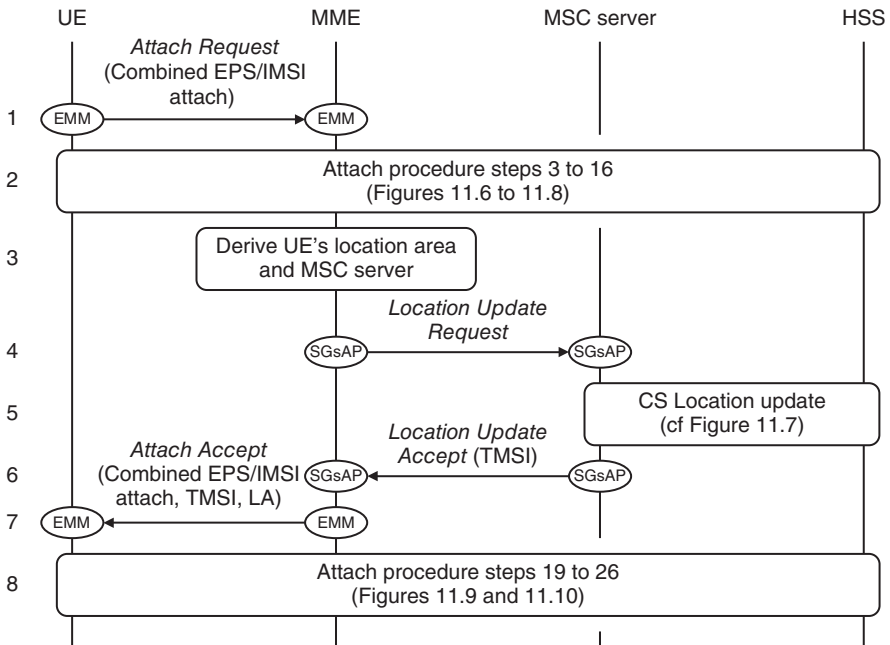 UE MME MSC server HSS
Attach Request
(Combined EPS/IMSI
attach)
1 EMM EMM
2 Attach procedure steps 3 to 16
(Figures 11.6 to 11.8)
3 Derive UE's location area
and MSC server
Location Update
Request
4 SGsAP SGsAP
5 CS Location update
(cf Figure 11.7)
Location Update
Accept (TMSI)
6 SGsAP SGsAP
Attach Accept
(Combined EPS/IMSI
attach, TMSI, LA)
7 EMM EMM
8 Attach procedure steps 19 to 26
(Figures 11.9 and 11.10)